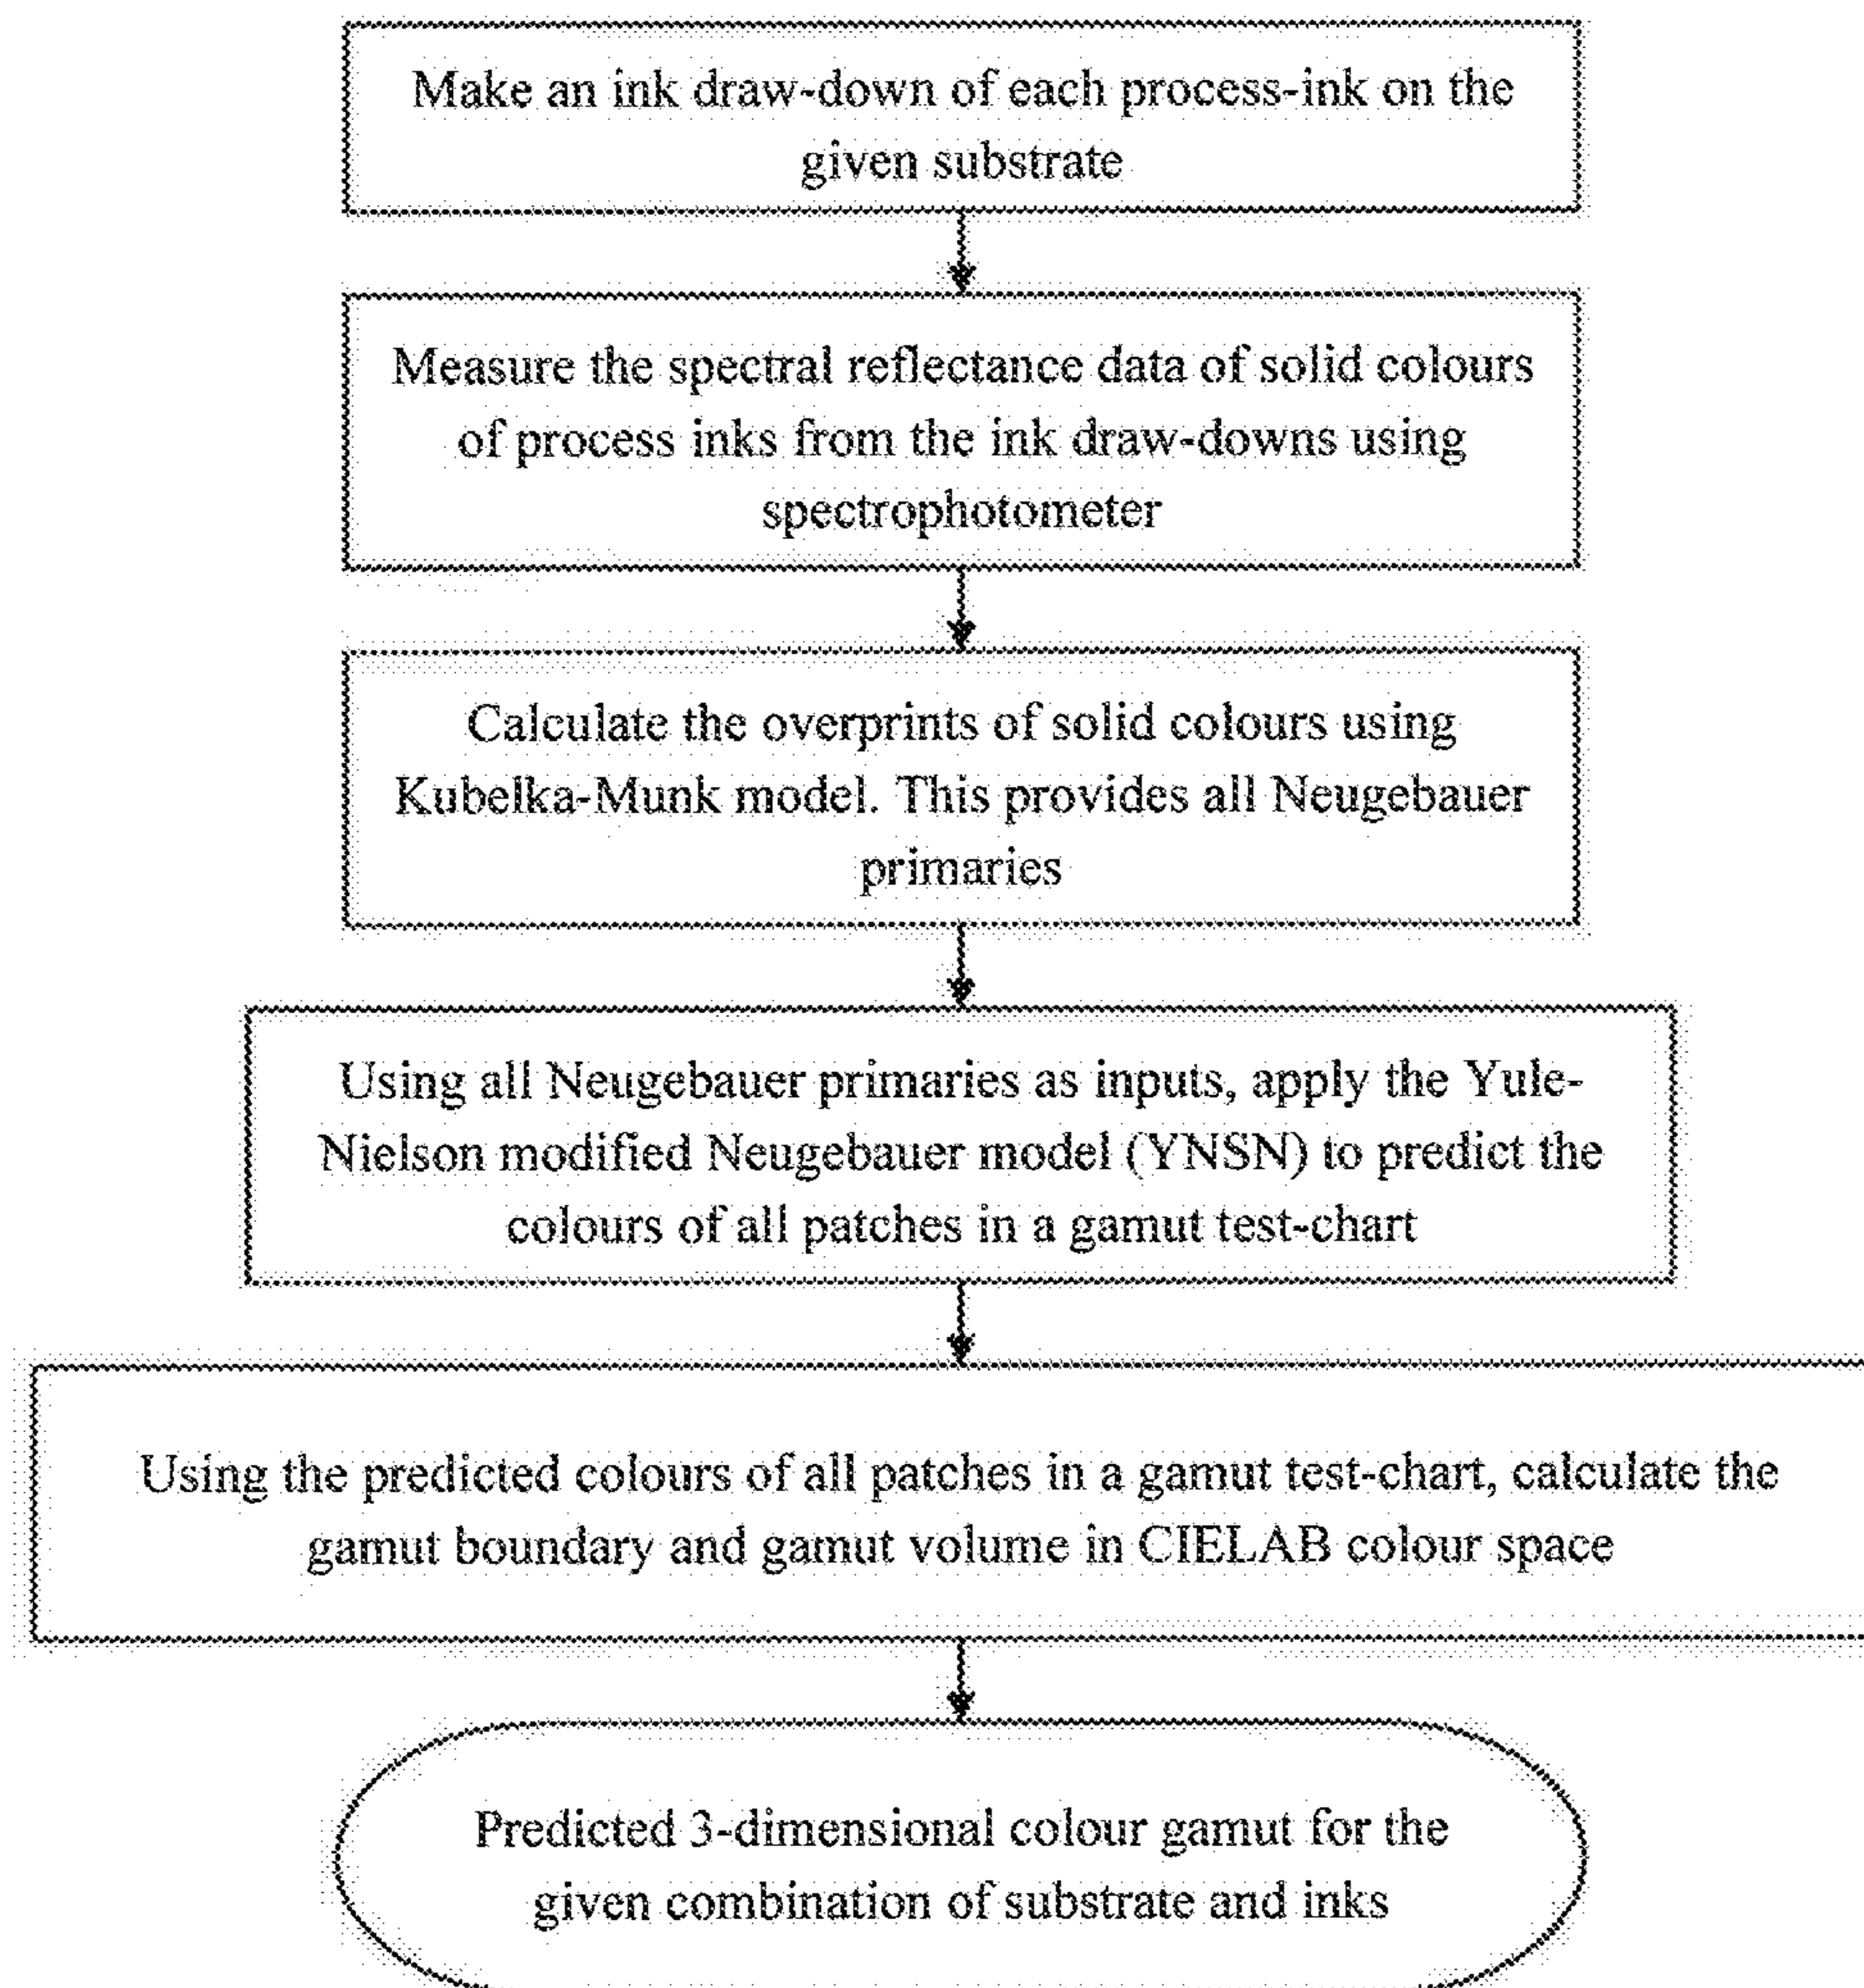 Make an ink draw-down of each process-ink on the
given substrate
Measure the spectral reflectance data of solid colours
of process inks from the ink draw-downs using
spectrophotometer
Calculate the overprints of solid colours using
Kubelka-Munk model. This provides all Neugebauer
primaries
Using all Neugebauer primaries as inputs, apply the Yule-
Nielson modified Neugebauer model (YNSN) to predict the
colours of all patches in a gamut test-chart
Using the predicted colours of all patches in a gamut test-chart, calculate the
gamut boundary and gamut volume in CIELAB colour space
Predicted 3-dimensional colour gamut for the
given combination of substrate and inks